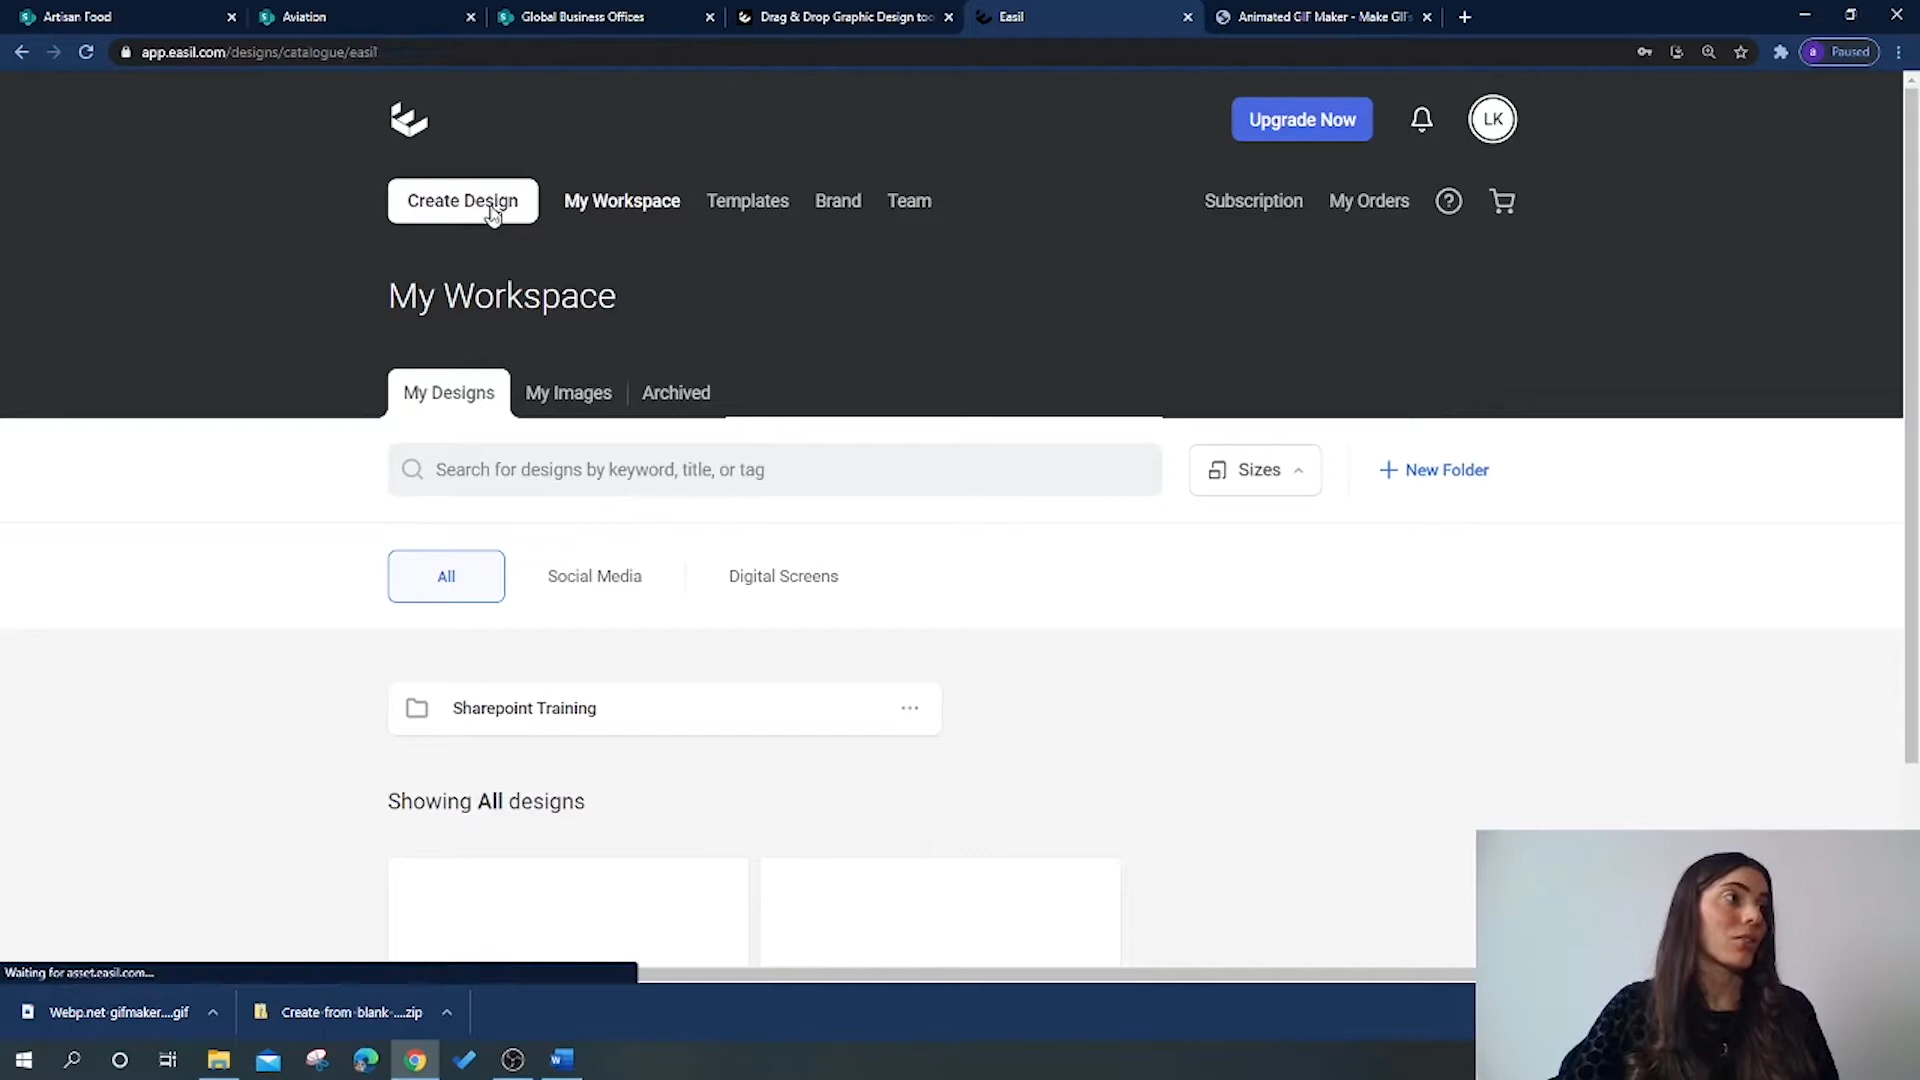 Artisan Food
Aviation
Global Business Offices
Drag & Drop Graphic Design too
Easil
Animated GIF Maker - Make GIFs
app.easil.com/designs/catalogue/easil
a Paused
Upgrade Now
LK
Create Design
My Workspace
Templates
Brand
Team
Subscription
My Orders
My Workspace
My Designs
My Images
Archived
Search for designs by keyword, title, or tag
Sizes
New Folder
All
Social Media
Digital Screens
Sharepoint Training
Showing All designs
Waiting for asset.easil.com...
Webp.net-gifmaker....gif
Create-from-blank-....zip